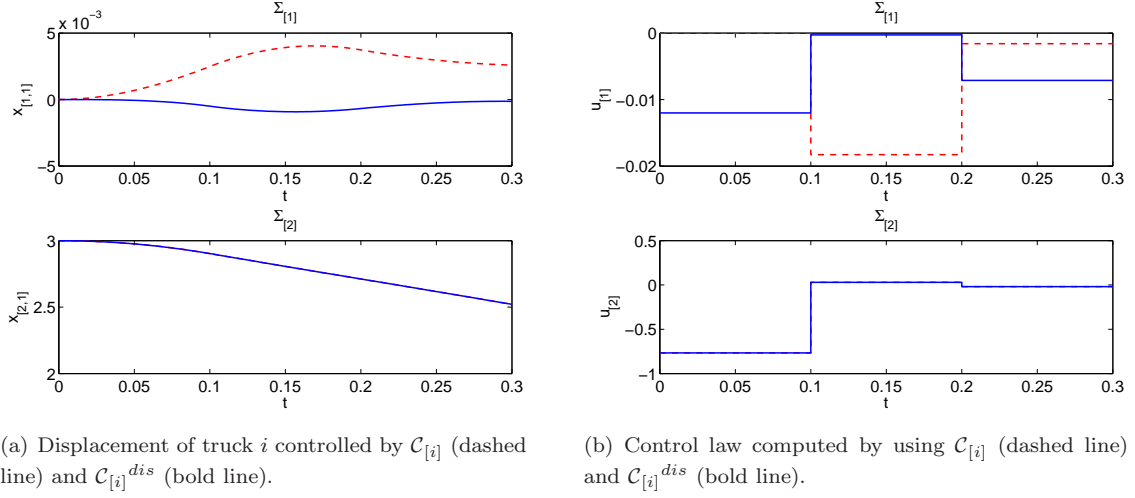 Σ[1]
x 10⁻³
5
0
−5
x[1,1]
0 0.05 0.1 0.15 0.2 0.25 0.3
t
Σ[2]
3
2.5
2
x[2,1]
0 0.05 0.1 0.15 0.2 0.25 0.3
t
(a) Displacement of truck i controlled by C[i] (dashed
line) and C[i]^dis (bold line).
Σ[1]
0
−0.01
−0.02
u[1]
0 0.05 0.1 0.15 0.2 0.25 0.3
t
Σ[2]
0.5
0
−0.5
−1
u[2]
0 0.05 0.1 0.15 0.2 0.25 0.3
t
(b) Control law computed by using C[i] (dashed line)
and C[i]^dis (bold line).